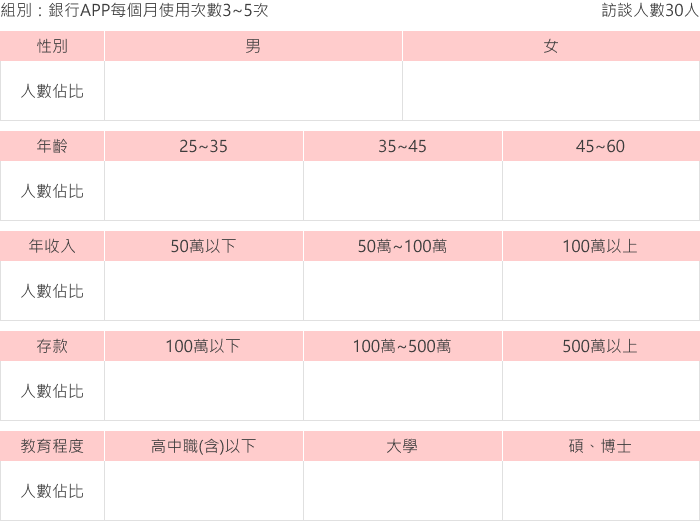 組別：銀行APP每個月使用次數3~5次 訪談人數30人
性別 男 女
人數佔比
年齡 25~35 35~45 45~60
人數佔比
年收入 50萬以下 50萬~100萬 100萬以上
人數佔比
存款 100萬以下 100萬~500萬 500萬以上
人數佔比
教育程度 高中職(含)以下 大學 碩、博士
人數佔比